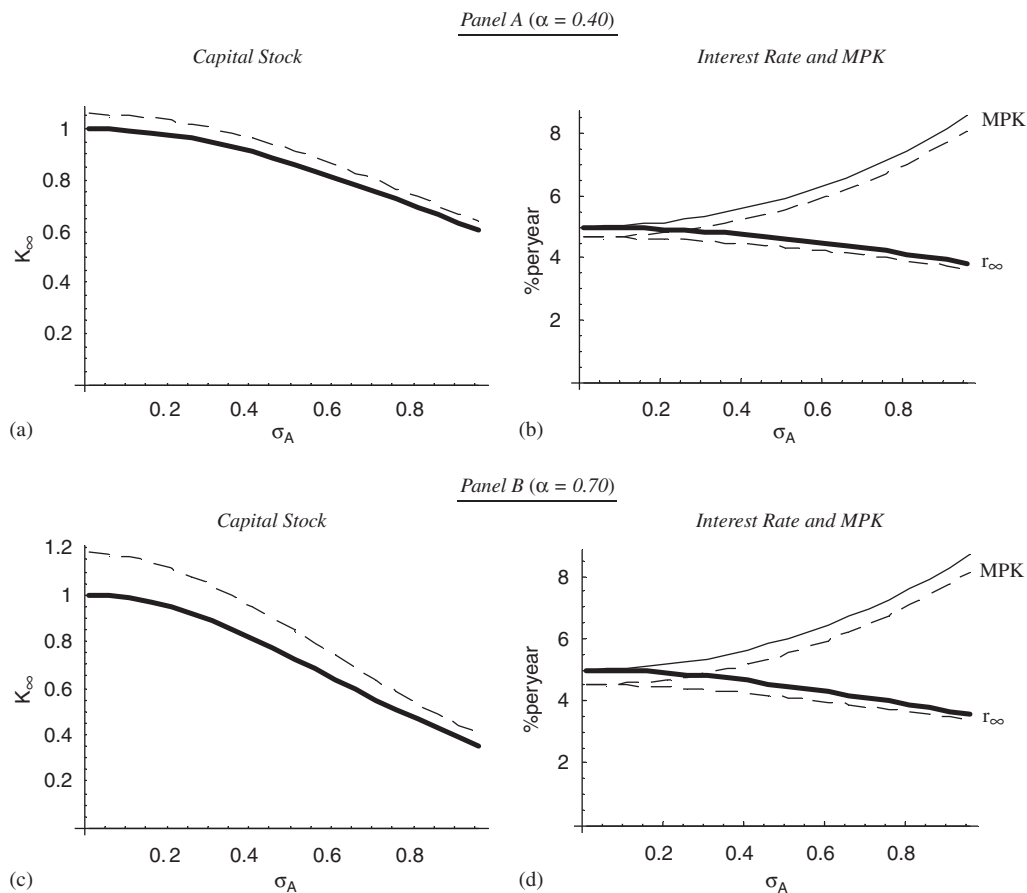 Panel A (α = 0.40)
Capital Stock
Interest Rate and MPK
1
0.8
0.6
0.4
0.2
K∞
0.2 0.4 0.6 0.8
σA
(a)
8
6
4
2
%peryear
MPK
r∞
0.2 0.4 0.6 0.8
σA
(b)
Panel B (α = 0.70)
Capital Stock
Interest Rate and MPK
1.2
1
0.8
0.6
0.4
0.2
K∞
0.2 0.4 0.6 0.8
σA
(c)
8
6
4
2
%peryear
MPK
r∞
0.2 0.4 0.6 0.8
σA
(d)